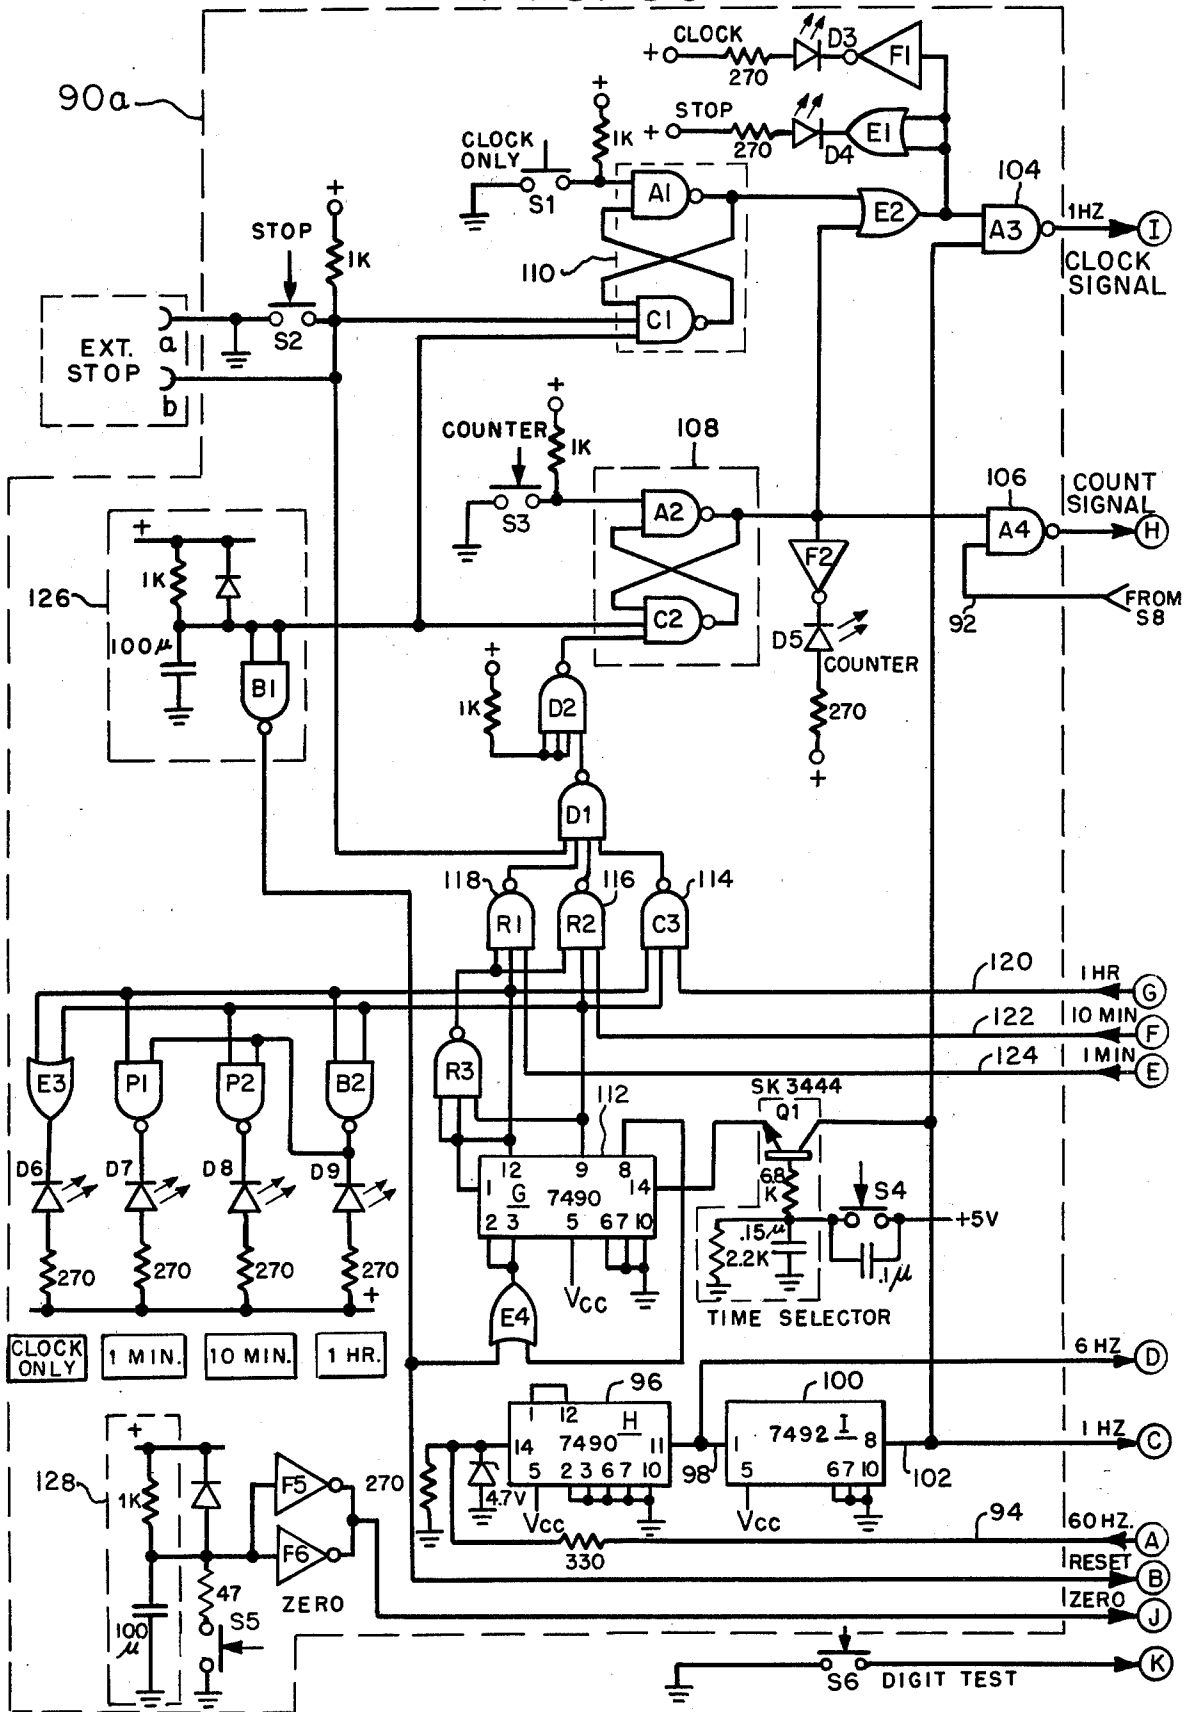 CLOCK
+
270
D3
F1
90a
STOP
+
270
D4
E1
+
1K
CLOCK
ONLY
S1
A1
104
E2
A3
1HZ
I
CLOCK
SIGNAL
+
STOP
1K
110
C1
S2
EXT.
STOP
a
b
+
COUNTER
1K
108
S3
A2
106
COUNT
SIGNAL
A4
H
F2
+
1K
126
C2
92
FROM
S8
100μ
B1
D5
COUNTER
+
1K
D2
270
+
D1
118
116
114
R1
R2
C3
120
1 HR
G
122
10 MIN
F
124
1 MIN
E
E3
P1
P2
B2
R3
112
SK 3444
Q1
D6
D7
D8
D9
12
9
8
1
G
7490
14
2
3
5
6
7
10
6.8
K
S4
+5V
.15μ
2.2K
.1μ
270
270
270
270
+
VCC
TIME SELECTOR
E4
CLOCK
ONLY
1 MIN.
10 MIN.
1 HR.
6 HZ
D
96
100
1
12
H
14
7490
11
5
2
3
6
7
10
1
7492
I
8
5
6
7
10
98
102
1 HZ
C
+
128
1K
F5
F6
270
4.7V
VCC
VCC
94
60 HZ.
A
330
RESET
B
47
ZERO
ZERO
J
100
μ
S5
S6
DIGIT TEST
K